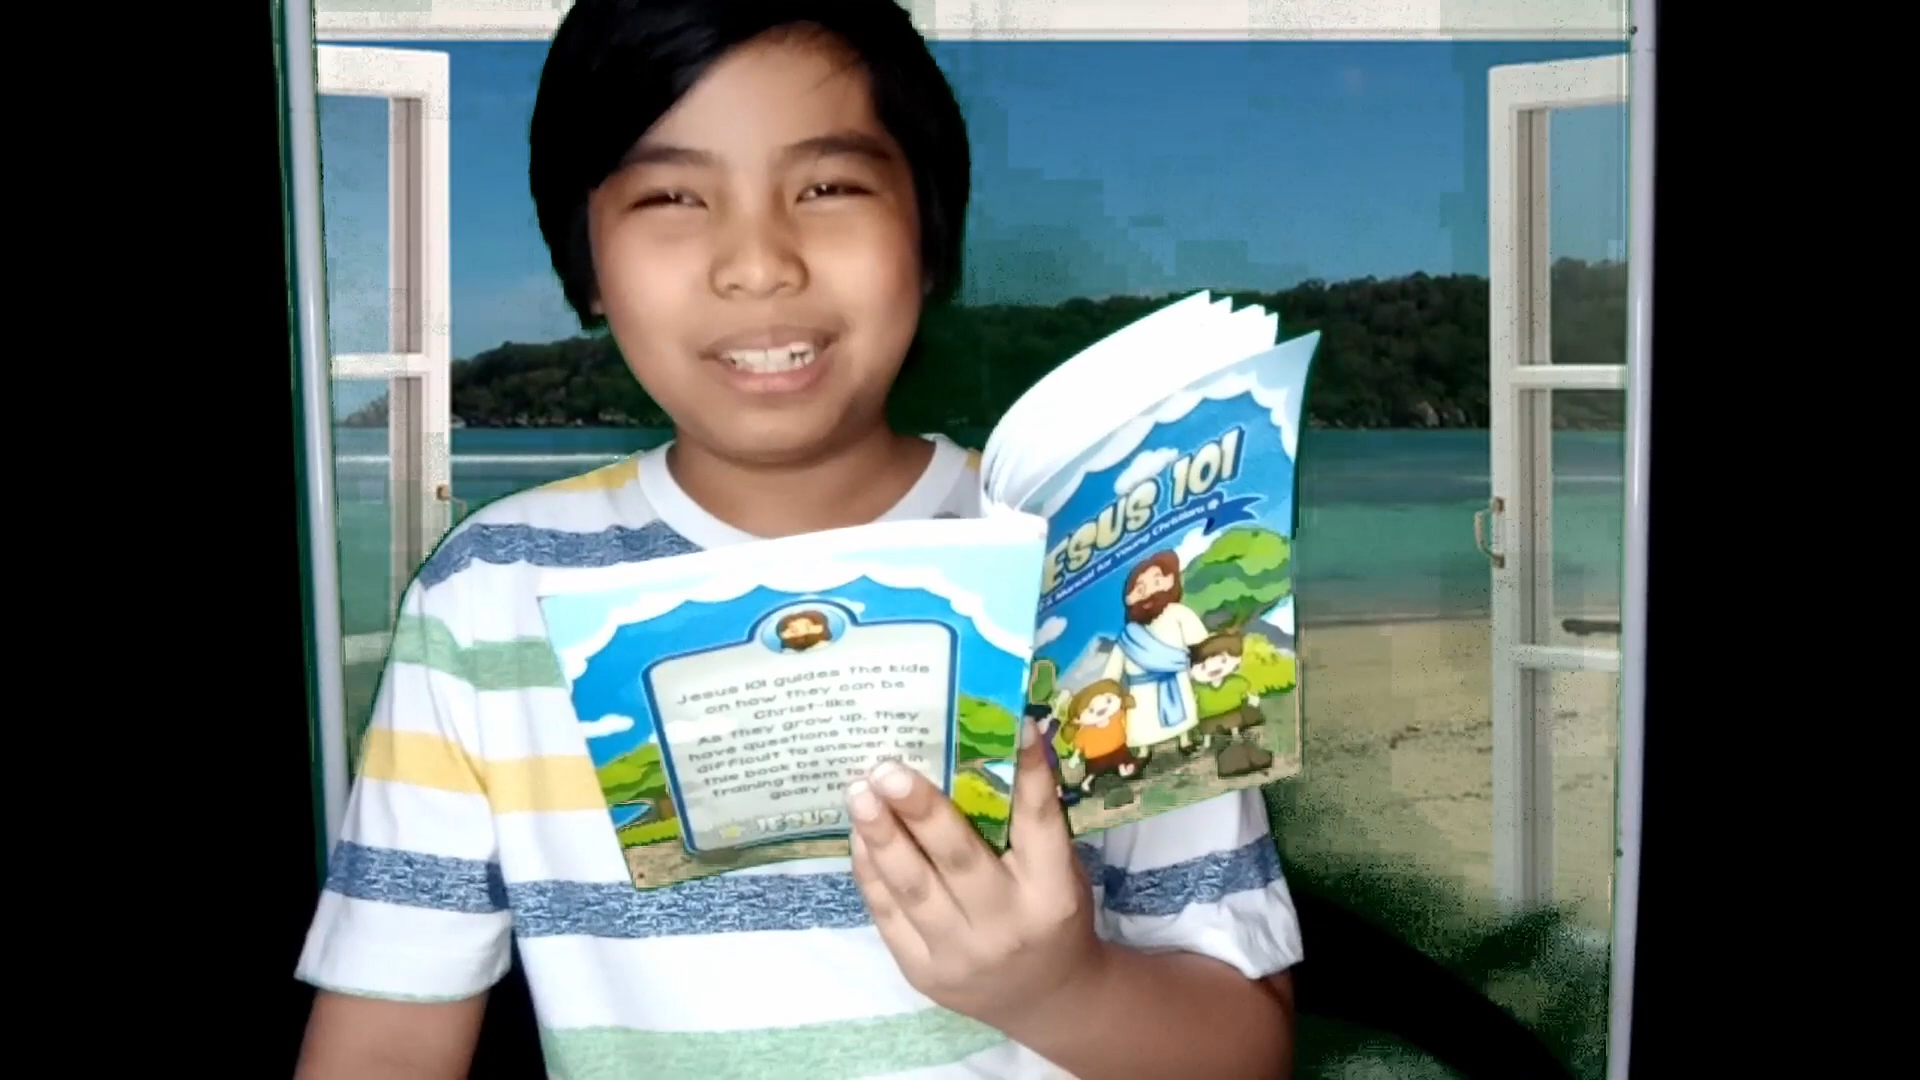 Jesus 101 guides the kids
on how they can be
Christ-like
As they grow up, they
have questions that are
difficult to answer. Let
this book be your aid in
training them to
godly
JESUS
ESUS 101
A Manual for Young Christians